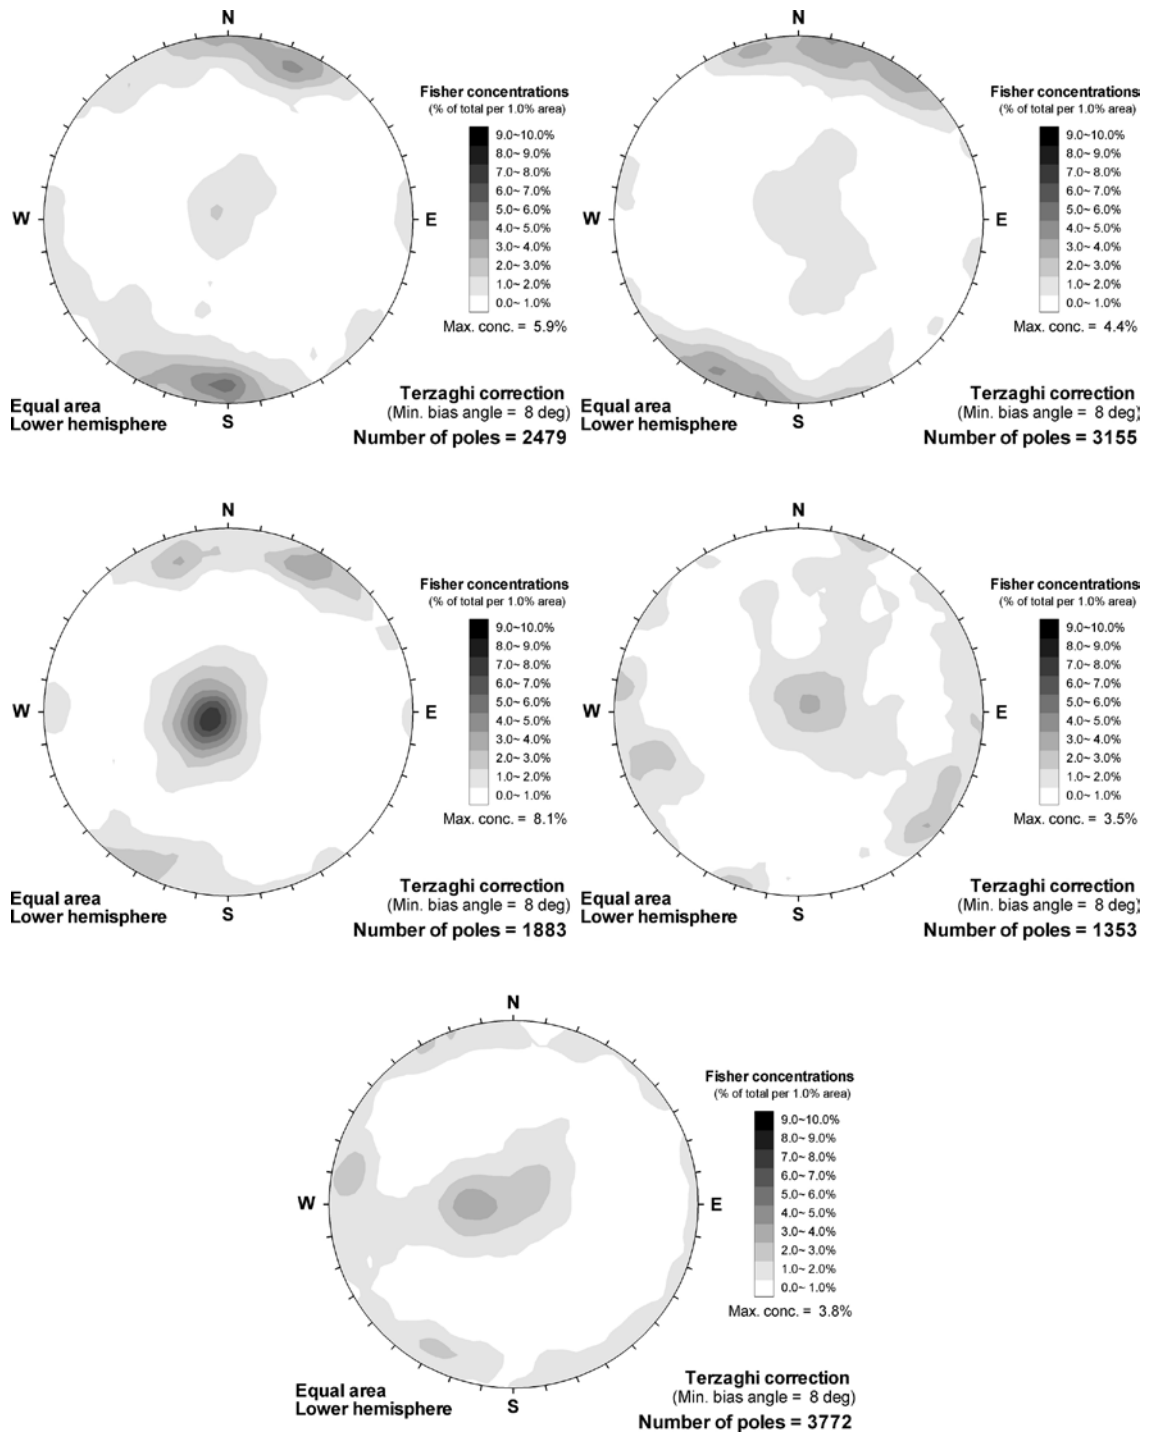 N
W
E
S
Fisher concentrations
(% of total per 1.0% area)
9.0~10.0%
8.0~ 9.0%
7.0~ 8.0%
6.0~ 7.0%
5.0~ 6.0%
4.0~ 5.0%
3.0~ 4.0%
2.0~ 3.0%
1.0~ 2.0%
0.0~ 1.0%
Max. conc. = 5.9%
Equal area
Lower hemisphere
Terzaghi correction
(Min. bias angle = 8 deg)
Number of poles = 2479
N
W
E
S
Fisher concentrations
(% of total per 1.0% area)
9.0~10.0%
8.0~ 9.0%
7.0~ 8.0%
6.0~ 7.0%
5.0~ 6.0%
4.0~ 5.0%
3.0~ 4.0%
2.0~ 3.0%
1.0~ 2.0%
0.0~ 1.0%
Max. conc. = 4.4%
Equal area
Lower hemisphere
Terzaghi correction
(Min. bias angle = 8 deg)
Number of poles = 3155
N
W
E
S
Fisher concentrations
(% of total per 1.0% area)
9.0~10.0%
8.0~ 9.0%
7.0~ 8.0%
6.0~ 7.0%
5.0~ 6.0%
4.0~ 5.0%
3.0~ 4.0%
2.0~ 3.0%
1.0~ 2.0%
0.0~ 1.0%
Max. conc. = 8.1%
Equal area
Lower hemisphere
Terzaghi correction
(Min. bias angle = 8 deg)
Number of poles = 1883
N
W
E
S
Fisher concentrations
(% of total per 1.0% area)
9.0~10.0%
8.0~ 9.0%
7.0~ 8.0%
6.0~ 7.0%
5.0~ 6.0%
4.0~ 5.0%
3.0~ 4.0%
2.0~ 3.0%
1.0~ 2.0%
0.0~ 1.0%
Max. conc. = 3.5%
Equal area
Lower hemisphere
Terzaghi correction
(Min. bias angle = 8 deg)
Number of poles = 1353
N
W
E
S
Fisher concentrations
(% of total per 1.0% area)
9.0~10.0%
8.0~ 9.0%
7.0~ 8.0%
6.0~ 7.0%
5.0~ 6.0%
4.0~ 5.0%
3.0~ 4.0%
2.0~ 3.0%
1.0~ 2.0%
0.0~ 1.0%
Max. conc. = 3.8%
Equal area
Lower hemisphere
Terzaghi correction
(Min. bias angle = 8 deg)
Number of poles = 3772